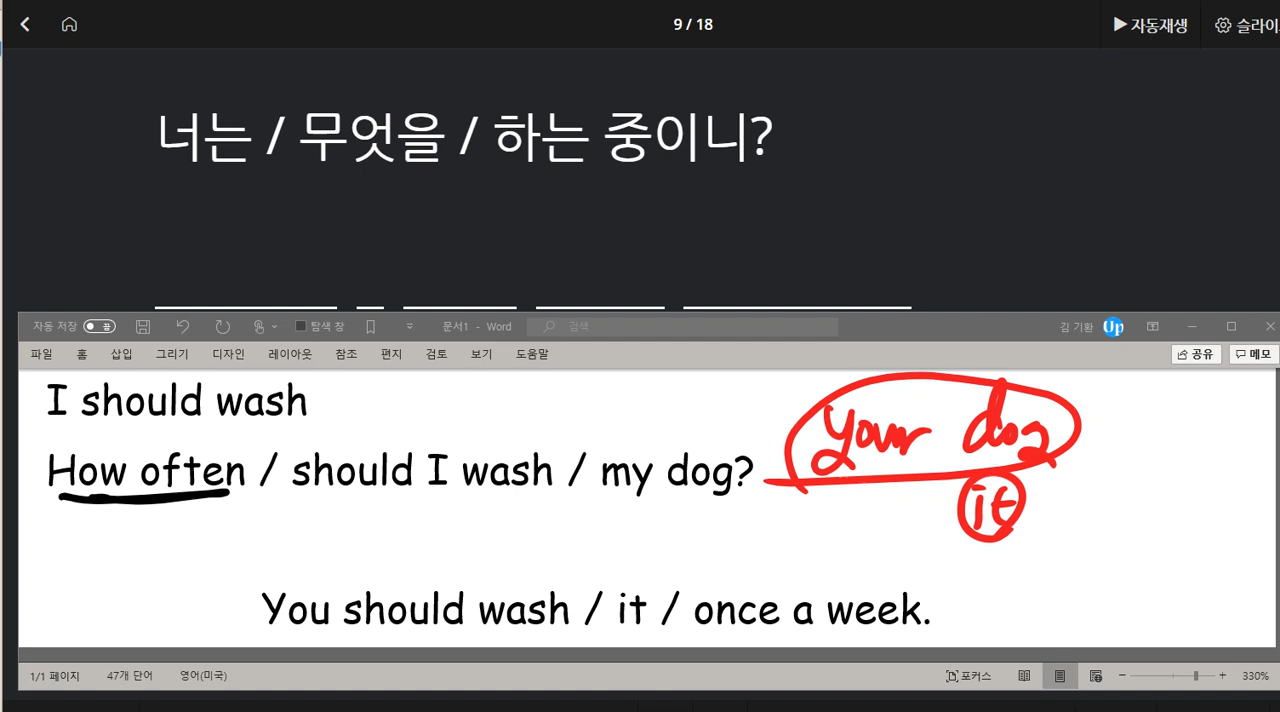 9 / 18
▶ 자동재생
슬라이
너는 / 무엇을 / 하는 중이니?
자동 저장 끔
탐색 창
문서1 - Word
검색
김 기환
Up
파일 홈 삽입 그리기 디자인 레이아웃 참조 편지 검토 보기 도움말
공유
메모
I should wash
your dog
How often / should I wash / my dog?
it
You should wash / it / once a week.
1/1 페이지 47개 단어 영어(미국)
포커스
330%